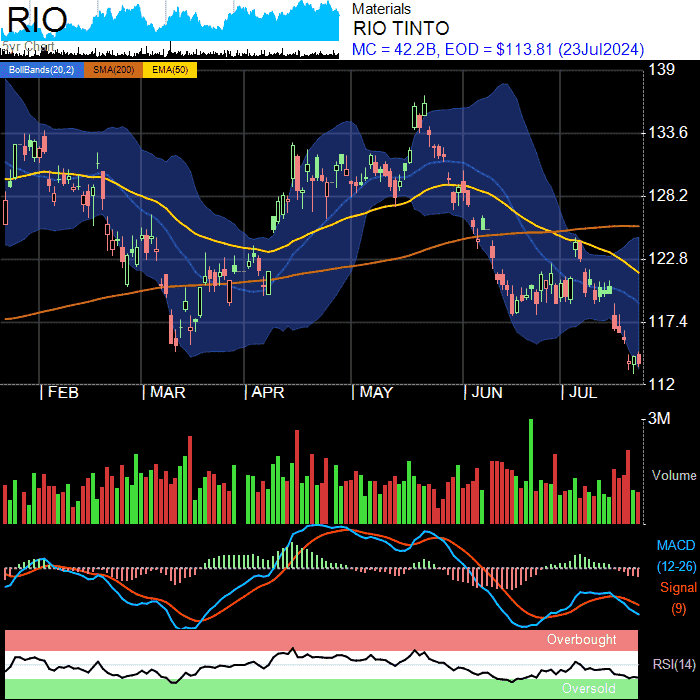 RIO
5yr Chart
Materials
RIO TINTO
MC = 42.2B, EOD = $113.81 (23Jul2024)
BollBands(20,2) SMA(200) EMA(50)
139
133.6
128.2
122.8
117.4
112
FEB MAR APR MAY JUN JUL
3M
Volume
MACD
(12-26)
Signal
(9)
Overbought
RSI(14)
Oversold